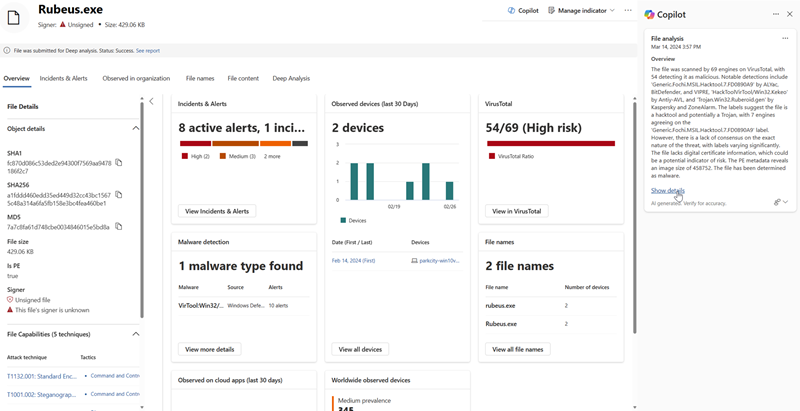 Rubeus.exe
Signer: Unsigned • Size: 429.06 KB
Copilot
Manage indicator
File was submitted for Deep analysis. Status: Success. See report
Overview
Incidents & Alerts
Observed in organization
File names
File content
Deep Analysis
File Details
Object details
SHA1
SHA256
MD5
7a7c8fa61d748cbe0034846015e5bd8a
File size
429.06 KB
Is PE
true
Signer
Unsigned file
This file's signer is unknown
File Capabilities (5 techniques)
Attack technique
Tactics
T1132.001: Standard Enc...
• Command and Contr
T1001.002: Steganograp...
• Command and Contr
Incidents & Alerts
8 active alerts, 1 inci...
High (2)
Medium (3)
2 more
View Incidents & Alerts
Observed devices (last 30 Days)
2 devices
3
2
1
0
02/19
02/26
Devices
Date (First / Last)
Devices
Feb 14, 2024 (First)
parkcity-win10v...
View all devices
VirusTotal
54/69 (High risk)
VirusTotal Ratio
View in VirusTotal
Malware detection
1 malware type found
Malware
Source
Alerts
VirTool:Win32/...
Windows Defe...
10 alerts
View more details
File names
2 file names
File name
Number of devices
rubeus.exe
2
Rubeus.exe
2
View all file names
Observed on cloud apps (last 30 days)
Worldwide observed devices
Medium prevalence
345
Copilot
File analysis
Mar 14, 2024 3:57 PM
Overview
The file was scanned by 69 engines on VirusTotal, with
54 detecting it as malicious. Notable detections include
'Generic.Fochi.MSIL.Hacktool.7.FD0890A9' by ALYac,
BitDefender, and VIPRE, 'HackTool[VirTool]/Win32.Kekeo'
by Antiy-AVL, and 'Trojan.Win32.Ruberoid.gen' by
Kaspersky and ZoneAlarm. The labels suggest the file is a
hacktool and potentially a Trojan, with 7 engines
agreeing on the
'Generic.Fochi.MSIL.Hacktool.7.FD0890A9' label.
However, there is a lack of consensus on the exact
nature of the threat, with labels varying significantly.
The file lacks digital certificate information, which could
be a potential indicator of risk. The PE metadata reveals
an image size of 458752. The file has been determined
as malware.
Show details
AI generated. Verify for accuracy.